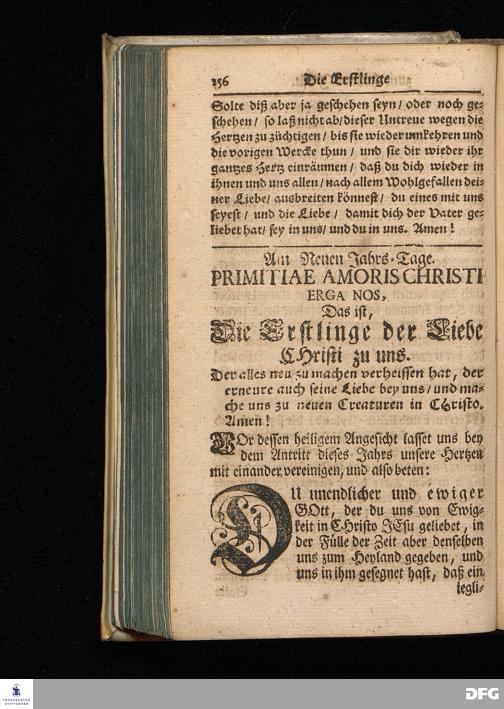 156 Die Erstlinge
Solte diß aber ja geschehen seyn/ oder noch ge-
schehen/ so laß nicht ab/ dieser Untreue wegen die
Hertzen zu züchtigen/ bis sie wieder umkehren und
die vorigen Wercke thun/ und sie dir wieder ihr
gantzes Hertz einräumen/ daß du dich wieder in
ihnen und uns allen/ nach allem Wohlgefallen dei-
ner Liebe/ ausbreiten könnest/ du eines mit uns
seyest/ und die Liebe/ damit dich der Vater ge-
liebet hat/ sey in uns/ und du in uns. Amen!
Am Neuen Jahrs-Tage.
PRIMITIAE AMORIS CHRISTI
ERGA NOS,
Das ist,
Die Erstlinge der Liebe
CHristi zu uns.
Der alles neu zu machen verheissen hat, der
erneure auch seine Liebe bey uns/ und ma-
che uns zu neuen Creaturen in CHristo.
Amen!
VOr dessen heiligem Angesicht lasset uns bey
dem Antritt dieses Jahrs unsere Hertzen
mit einander vereinigen, und also beten:
DU unendlicher und ewiger
GOtt, der du uns von Ewig-
keit in CHristo JEsu geliebet, in
der Fülle der Zeit aber denselben
uns zum Heyland gegeben, und
uns in ihm gesegnet hast, daß ein
iegli-
FRANCKESCHE
STIFTUNGEN
DFG